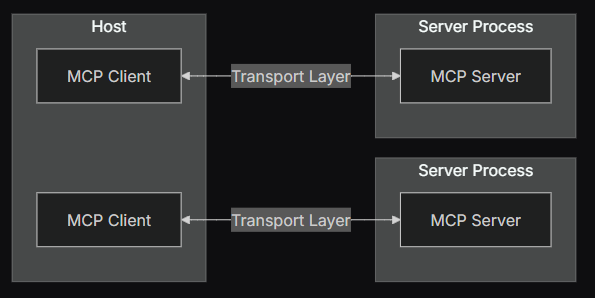 Host
Server Process
MCP Client
Transport Layer
MCP Server
Server Process
MCP Client
Transport Layer
MCP Server